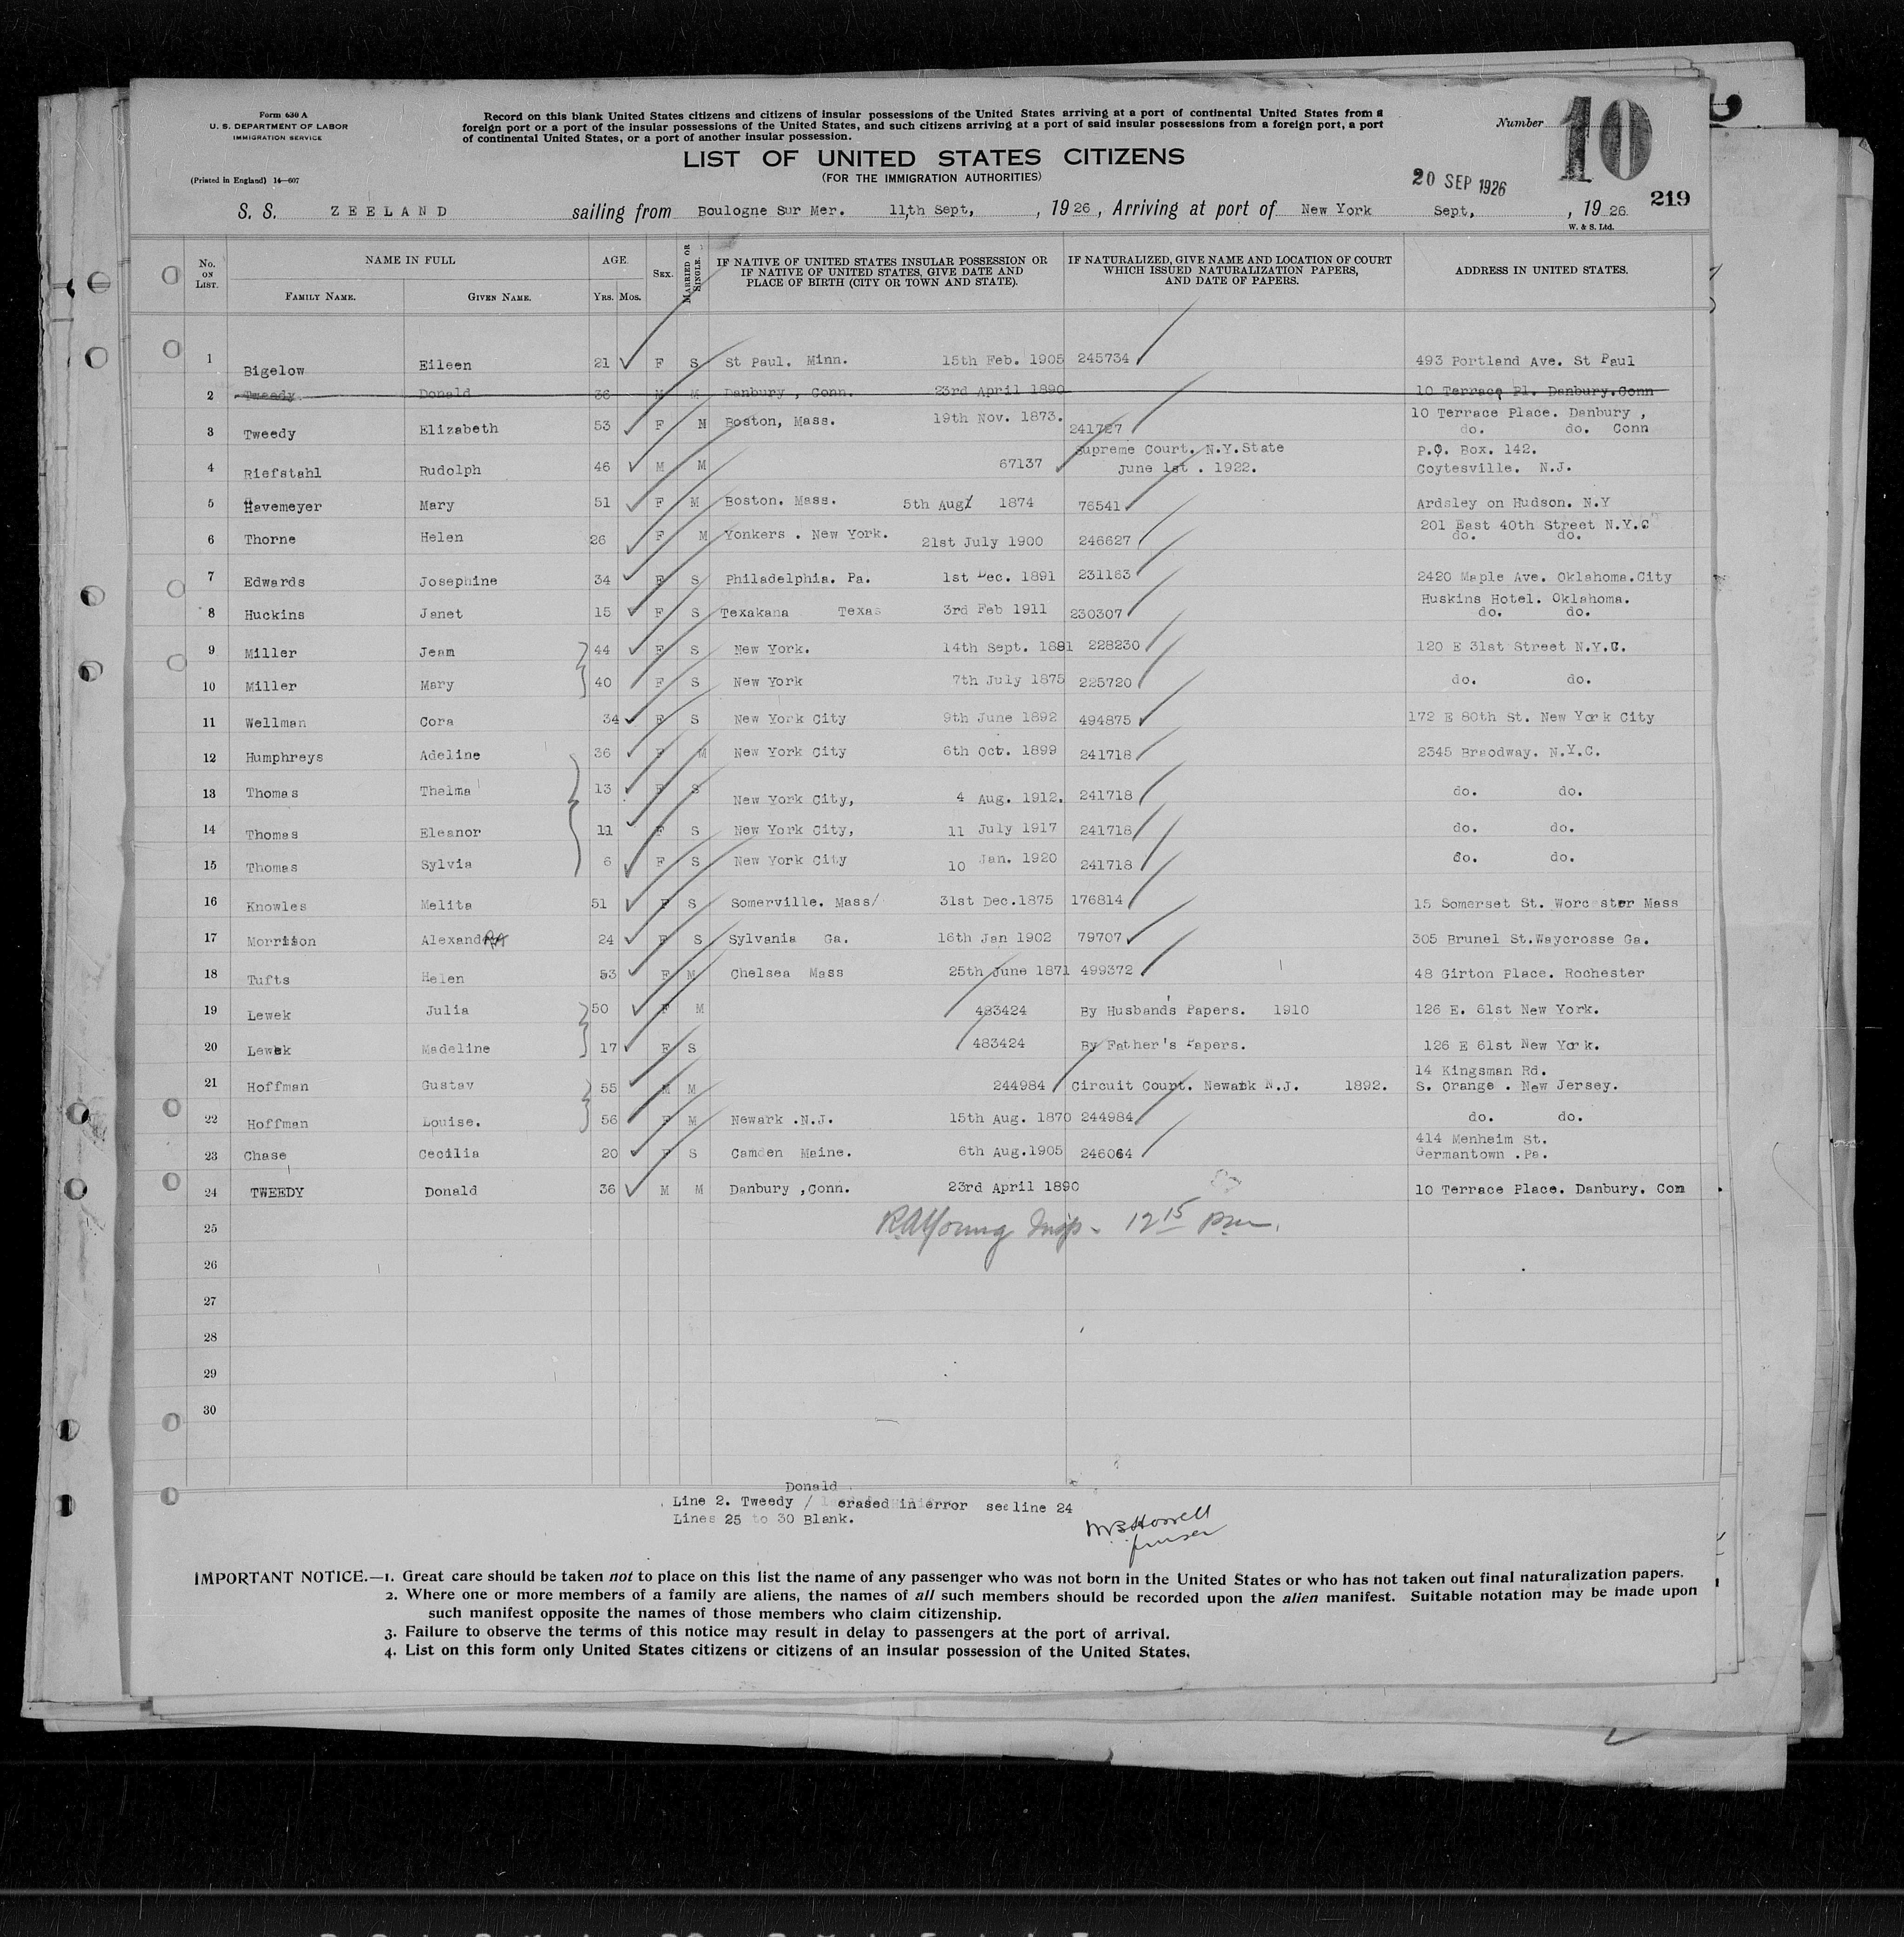 Form 630 A
U. S. DEPARTMENT OF LABOR
IMMIGRATION SERVICE
(Printed in England) 14—607
Record on this blank United States citizens and citizens of insular possessions of the United States arriving at a port of continental United States from a
foreign port or a port of the insular possessions of the United States, and such citizens arriving at a port of said insular possessions from a foreign port, a port
of continental United States, or a port of another insular possession.
LIST OF UNITED STATES CITIZENS
(FOR THE IMMIGRATION AUTHORITIES)
Number 10
20 SEP 1926
219
S. S. ZEELAND sailing from Boulogne Sur Mer. 11,th Sept, , 1926 , Arriving at port of New York Sept, , 1926
W. & S. Ltd.
No. ON LIST. NAME IN FULL AGE. SEX. MARRIED OR SINGLE. IF NATIVE OF UNITED STATES INSULAR POSSESSION OR IF NATIVE OF UNITED STATES, GIVE DATE AND PLACE OF BIRTH (CITY OR TOWN AND STATE). IF NATURALIZED, GIVE NAME AND LOCATION OF COURT WHICH ISSUED NATURALIZATION PAPERS, AND DATE OF PAPERS. ADDRESS IN UNITED STATES.
FAMILY NAME. GIVEN NAME. YRS. MOS.
1 Bigelow Eileen 21 F S St Paul. Minn. 15th Feb. 1905 245734 493 Portland Ave. St Paul
2 Tweedy Donald 36 M M Danbury , Conn. 23rd April 1890 10 Terrace Pl. Danbury.Conn
3 Tweedy Elizabeth 53 F M Boston, Mass. 19th Nov. 1873. 241727 10 Terrace Place. Danbury ,
do. do. Conn
4 Riefstahl Rudolph 46 M M 67137 Supreme Court. N.Y.State P.O. Box. 142.
June 1st . 1922. Coytesville. N.J.
5 Havemeyer Mary 51 F M Boston. Mass. 5th Aug/ 1874 76541 Ardsley on Hudson. N.Y
6 Thorne Helen 26 F M Yonkers . New York. 21st July 1900 246627 201 East 40th Street N.Y.C
do. do.
7 Edwards Josephine 34 F S Philadelphia. Pa. 1st Dec. 1891 231163 2420 Maple Ave. Oklahoma.City
8 Huckins Janet 15 F S Texakana Texas 3rd Feb 1911 230307 Huskins Hotel. Oklahoma.
do. do.
9 Miller Jean 44 F S New York. 14th Sept. 1881 228230 120 E 31st Street N.Y.C.
10 Miller Mary 40 F S New York 7th July 1875 225720 do. do.
11 Wellman Cora 34 F S New York City 9th June 1892 494875 172 E 80th St. New York City
12 Humphreys Adeline 36 F M New York City 6th Oct. 1899 241718 2345 Braodway. N.Y.C.
13 Thomas Thelma 13 F S New York City, 4 Aug. 1912. 241718 do. do.
14 Thomas Eleanor 11 F S New York City, 11 July 1917 241718 do. do.
15 Thomas Sylvia 6 F S New York City 10 Jan. 1920 241718 do. do.
16 Knowles Melita 51 F S Somerville. Mass/ 31st Dec.1875 176814 15 Somerset St. Worcester Mass
17 Morrison Alexandra 24 F S Sylvania Ga. 16th Jan 1902 79707 305 Brunel St.Waycrosse Ga.
18 Tufts Helen 53 F M Chelsea Mass 25th June 1871 499372 48 Girton Place. Rochester
19 Lewek Julia 50 F M 483424 By Husband's Papers. 1910 126 E. 61st New York.
20 Lewek Madeline 17 F S 483424 By Father's Papers. 126 E 61st New York.
21 Hoffman Gustav 55 M M 244984 Circuit Court. Newark N.J. 1892. 14 Kingsman Rd.
S. Orange . New Jersey.
22 Hoffman Louise. 56 F M Newark .N.J. 15th Aug. 1870 244984 do. do.
23 Chase Cecilia 20 F S Camden Maine. 6th Aug.1905 246064 414 Menheim St.
Germantown .Pa.
24 TWEEDY Donald 36 M M Danbury ,Conn. 23rd April 1890 10 Terrace Place. Danbury. Con
25 R.A.Young Insp- 12 15 Pm.
26
27
28
29
30
Donald
Line 2. Tweedy / erased in error see line 24
Lines 25 to 30 Blank.
purser
IMPORTANT NOTICE.—1. Great care should be taken not to place on this list the name of any passenger who was not born in the United States or who has not taken out final naturalization papers.
2. Where one or more members of a family are aliens, the names of all such members should be recorded upon the alien manifest. Suitable notation may be made upon
such manifest opposite the names of those members who claim citizenship.
3. Failure to observe the terms of this notice may result in delay to passengers at the port of arrival.
4. List on this form only United States citizens or citizens of an insular possession of the United States.